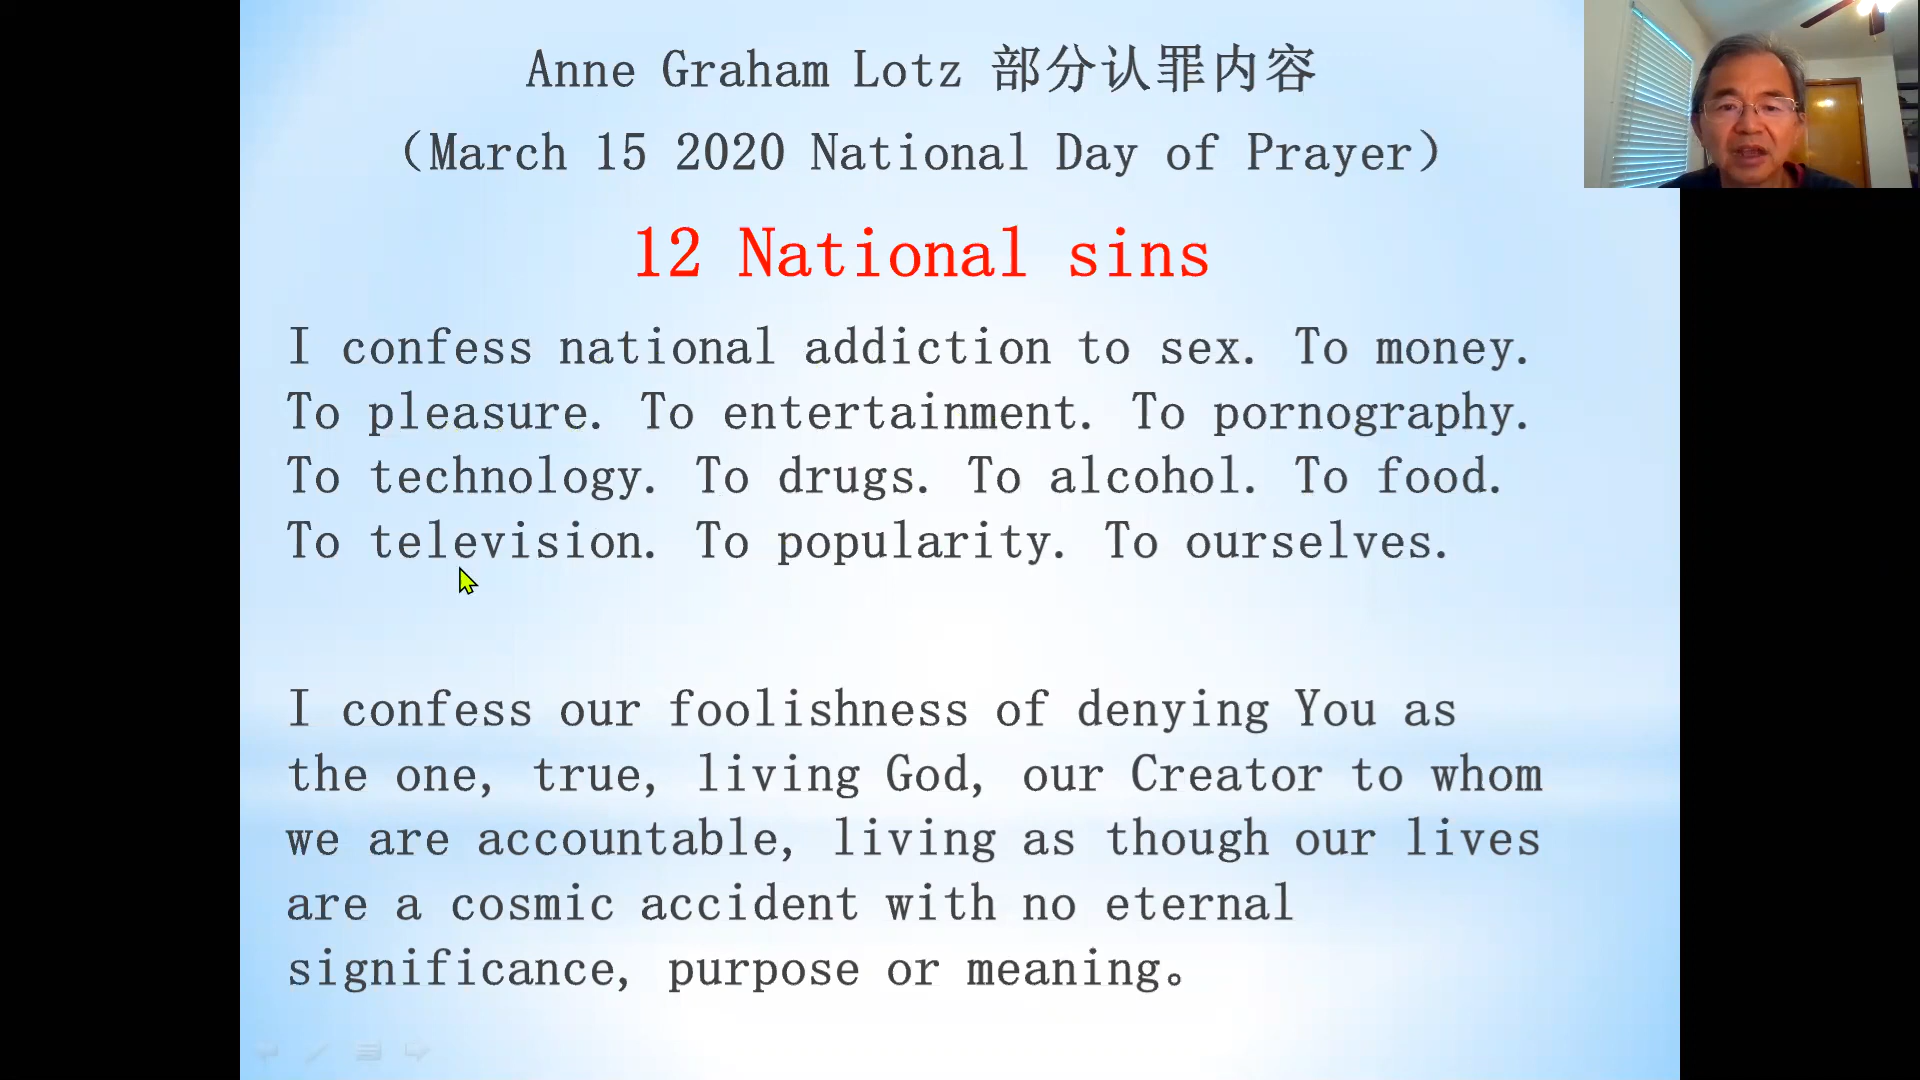 Anne Graham Lotz 部分认罪内容
（March 15 2020 National Day of Prayer）
12 National sins
I confess national addiction to sex. To money.
To pleasure. To entertainment. To pornography.
To technology. To drugs. To alcohol. To food.
To television. To popularity. To ourselves.
I confess our foolishness of denying You as
the one, true, living God, our Creator to whom
we are accountable, living as though our lives
are a cosmic accident with no eternal
significance, purpose or meaning。